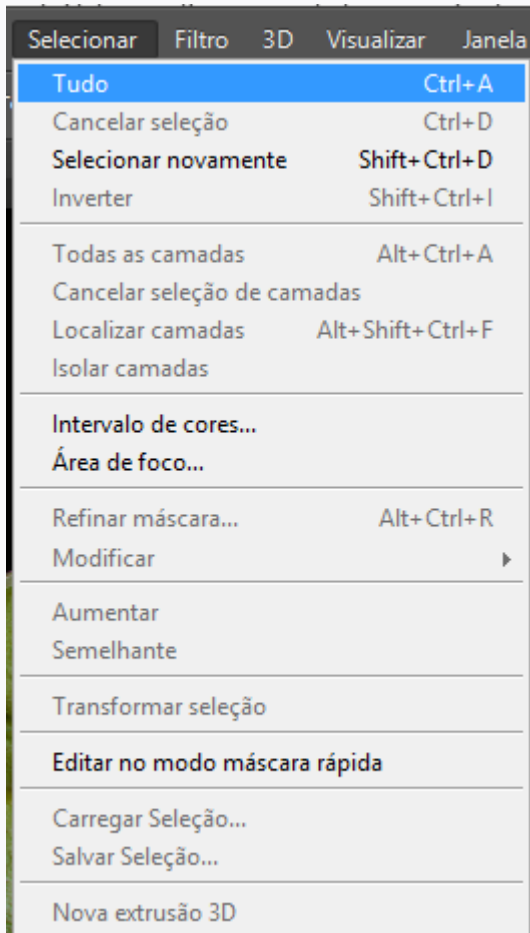 Selecionar Filtro 3D Visualizar Janela
Tudo Ctrl+A
Cancelar seleção Ctrl+D
Selecionar novamente Shift+Ctrl+D
Inverter Shift+Ctrl+I
Todas as camadas Alt+Ctrl+A
Cancelar seleção de camadas
Localizar camadas Alt+Shift+Ctrl+F
Isolar camadas
Intervalo de cores...
Área de foco...
Refinar máscara... Alt+Ctrl+R
Modificar
Aumentar
Semelhante
Transformar seleção
Editar no modo máscara rápida
Carregar Seleção...
Salvar Seleção...
Nova extrusão 3D